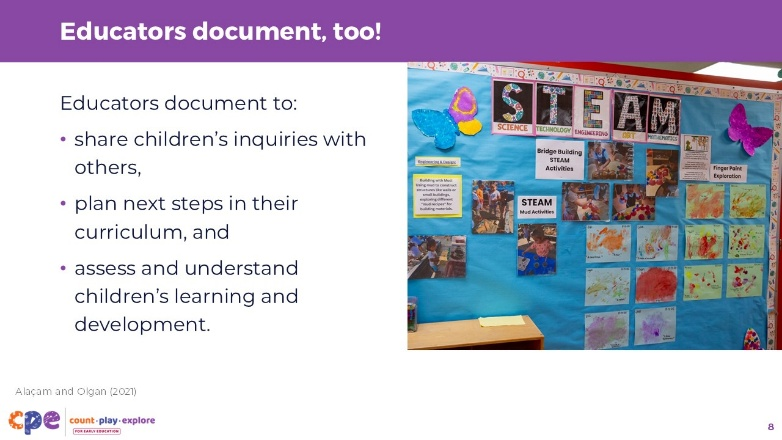 Educators document, too!
Educators document to:
• share children’s inquiries with
others,
• plan next steps in their
curriculum, and
• assess and understand
children’s learning and
development.
STEAM
SCIENCE
TECHNOLOGY
ENGINEERING
ART
MATHEMATICS
Bridge Building
STEAM
Activities
Finger Paint
Exploration
STEAM
Mud Activities
Alaçam and Olgan (2021)
cpe
count·play·explore
FOR EARLY EDUCATION
8